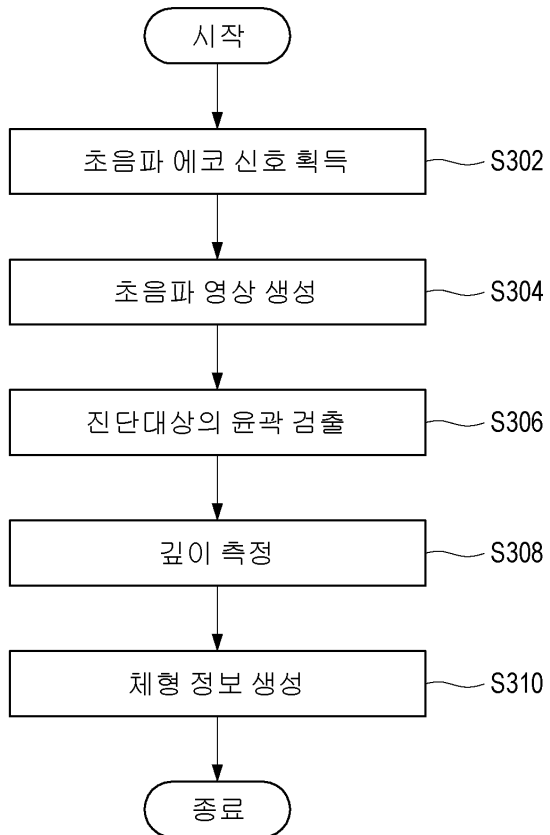 시작
초음파 에코 신호 획득
S302
초음파 영상 생성
S304
진단대상의 윤곽 검출
S306
깊이 측정
S308
체형 정보 생성
S310
종료